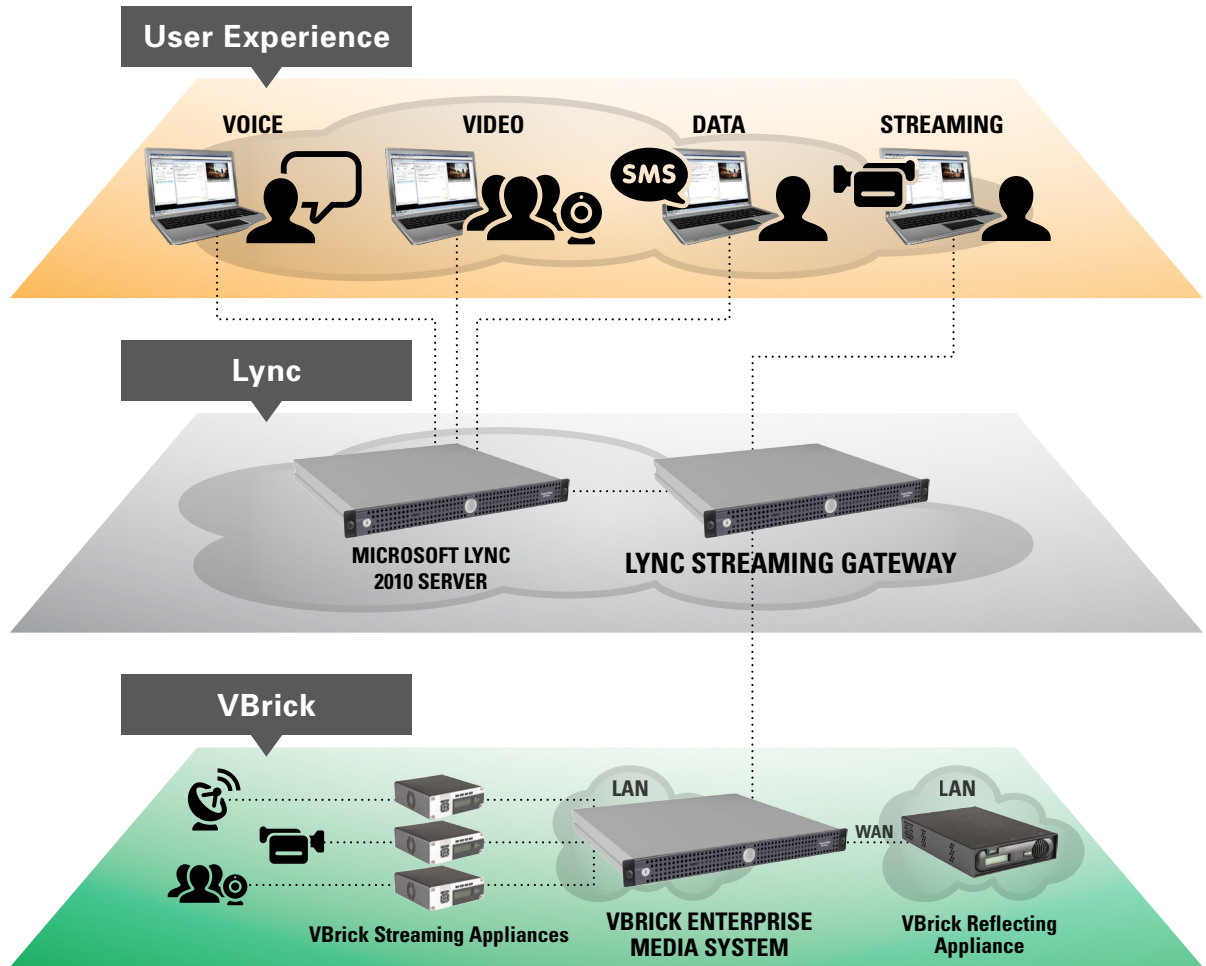 User Experience
VOICE
VIDEO
DATA
STREAMING
SMS
Lync
MICROSOFT LYNC
2010 SERVER
LYNC STREAMING GATEWAY
VBrick
LAN
LAN
WAN
VBrick Streaming Appliances
VBRICK ENTERPRISE
MEDIA SYSTEM
VBrick Reflecting
Appliance